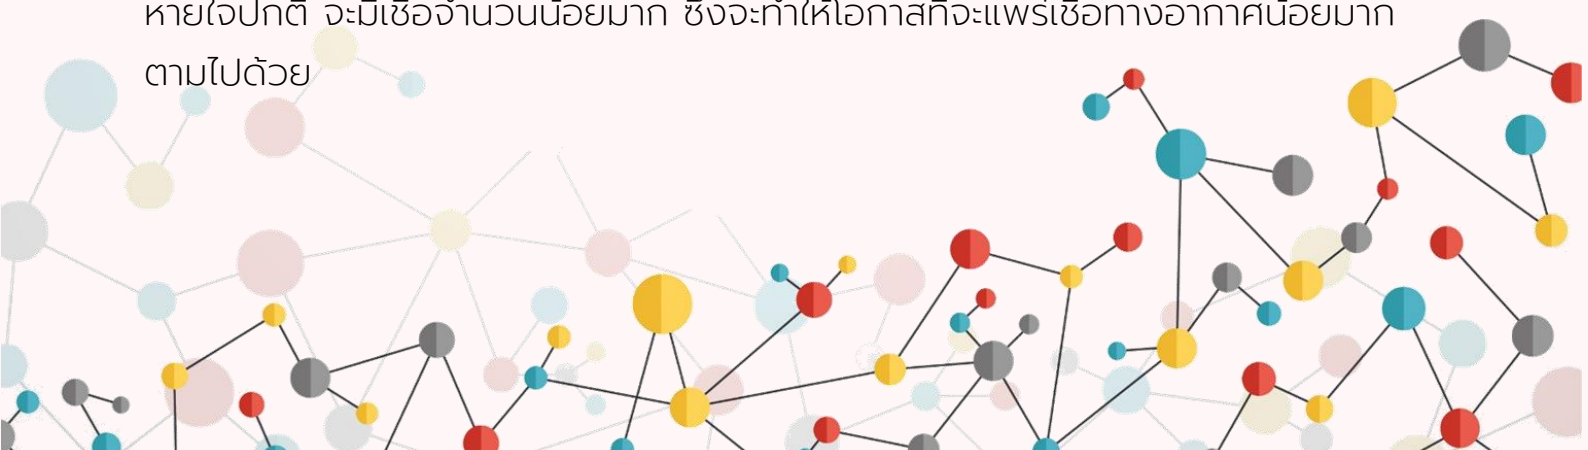 หายใจปกติ จะมีเชื้อจำนวนน้อยมาก ซึ่งจะทำให้โอกาสที่จะแพร่เชื้อทางอากาศน้อยมาก
ตามไปด้วย